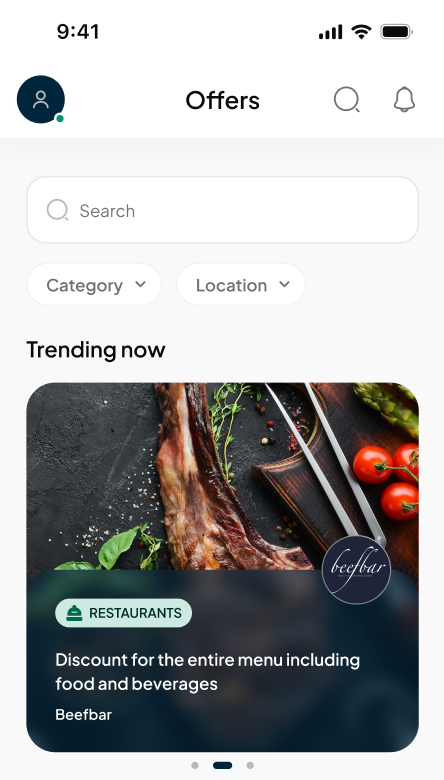 9:41
Offers
Search
Category
Location
Trending now
beefbar
RESTAURANTS
Discount for the entire menu including
food and beverages
Beefbar